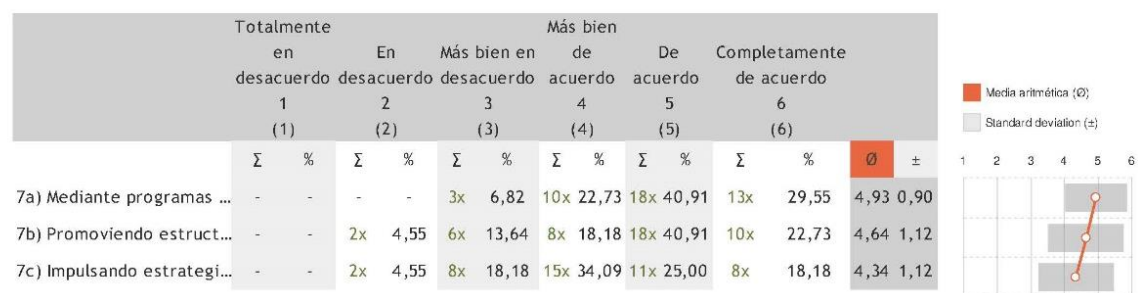 Totalmente Más bien
en En Más bien en de De Completamente
desacuerdo desacuerdo desacuerdo acuerdo acuerdo de acuerdo
1 2 3 4 5 6
(1) (2) (3) (4) (5) (6)
Σ % Σ % Σ % Σ % Σ % Σ % Ø ±
7a) Mediante programas ... - - - - 3x 6,82 10x 22,73 18x 40,91 13x 29,55 4,93 0,90
7b) Promoviendo estruct... - - 2x 4,55 6x 13,64 8x 18,18 18x 40,91 10x 22,73 4,64 1,12
7c) Impulsando estrategi... - - 2x 4,55 8x 18,18 15x 34,09 11x 25,00 8x 18,18 4,34 1,12
Media aritmética (Ø)
Standard deviation (±)
1 2 3 4 5 6